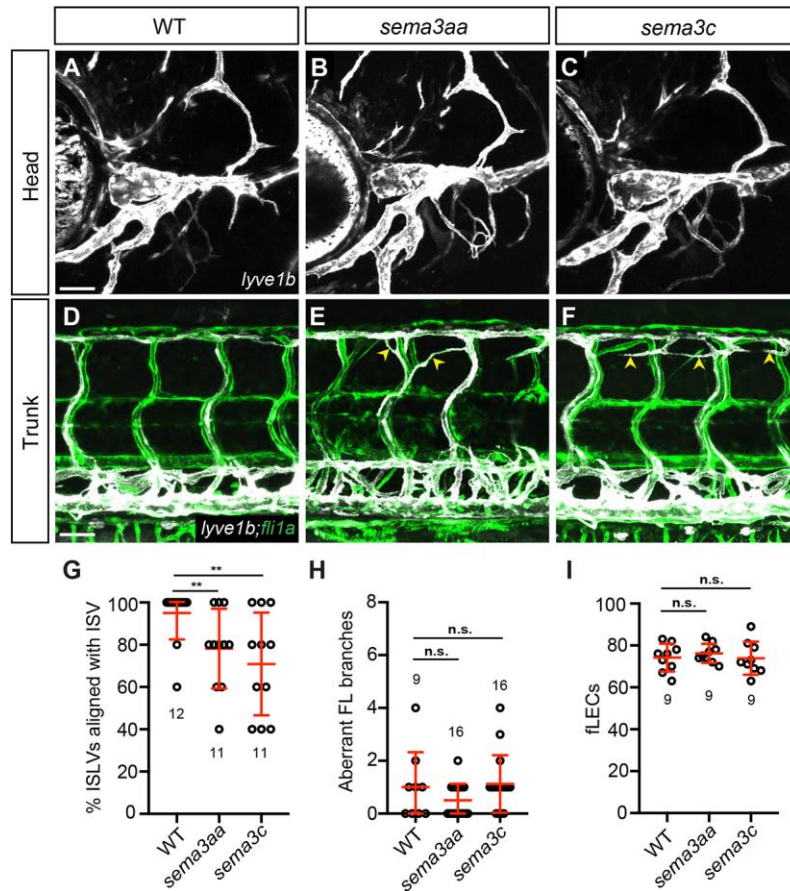 WT
sema3aa
sema3c
Head
A
B
C
lyve1b
Trunk
D
E
F
lyve1b;fli1a
G
**
**
% ISLVs aligned with ISV
100
80
60
40
20
0
12
11
11
WT
sema3aa
sema3c
H
n.s.
n.s.
Aberrant FL branches
8
6
4
2
0
9
16
16
WT
sema3aa
sema3c
I
n.s.
n.s.
fLECs
100
80
60
40
20
0
9
9
9
WT
sema3aa
sema3c